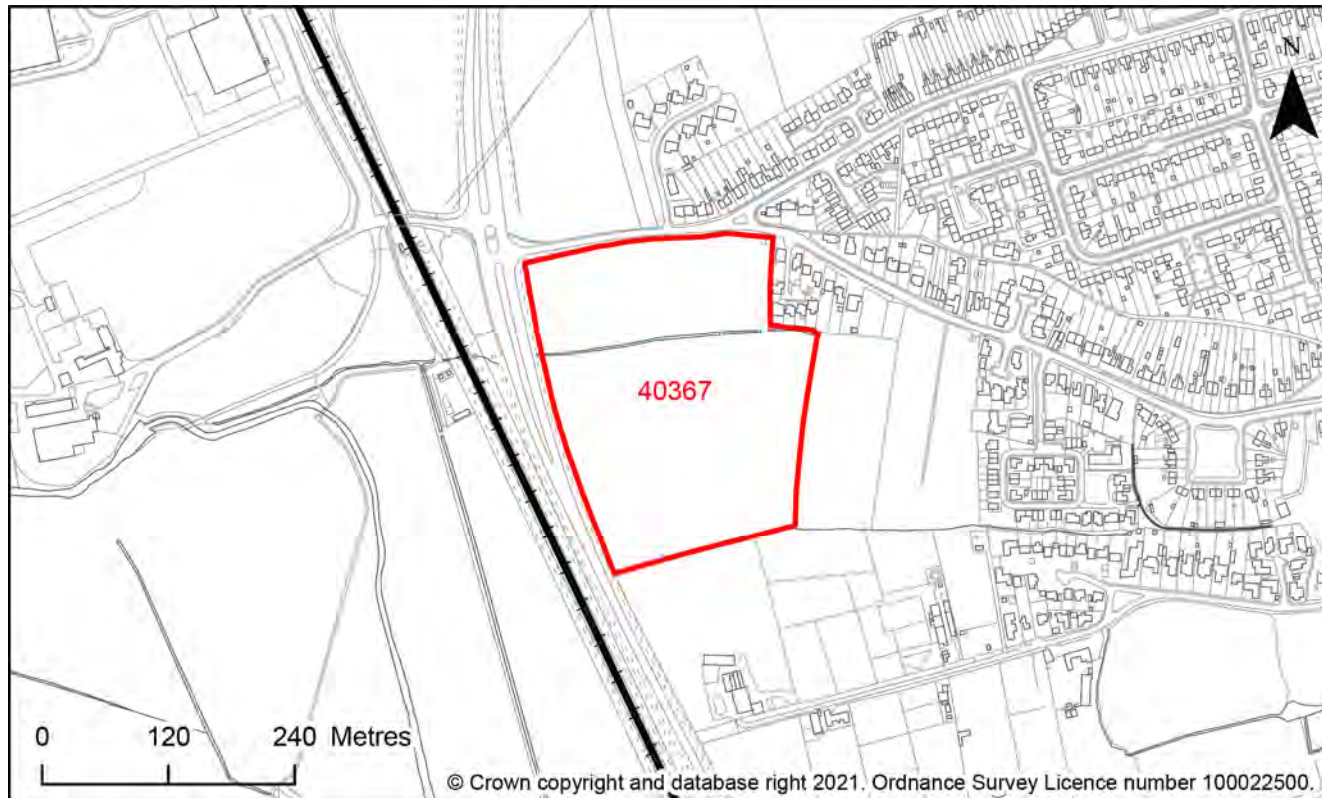 N
40367
0 120 240 Metres
© Crown copyright and database right 2021. Ordnance Survey Licence number 100022500.